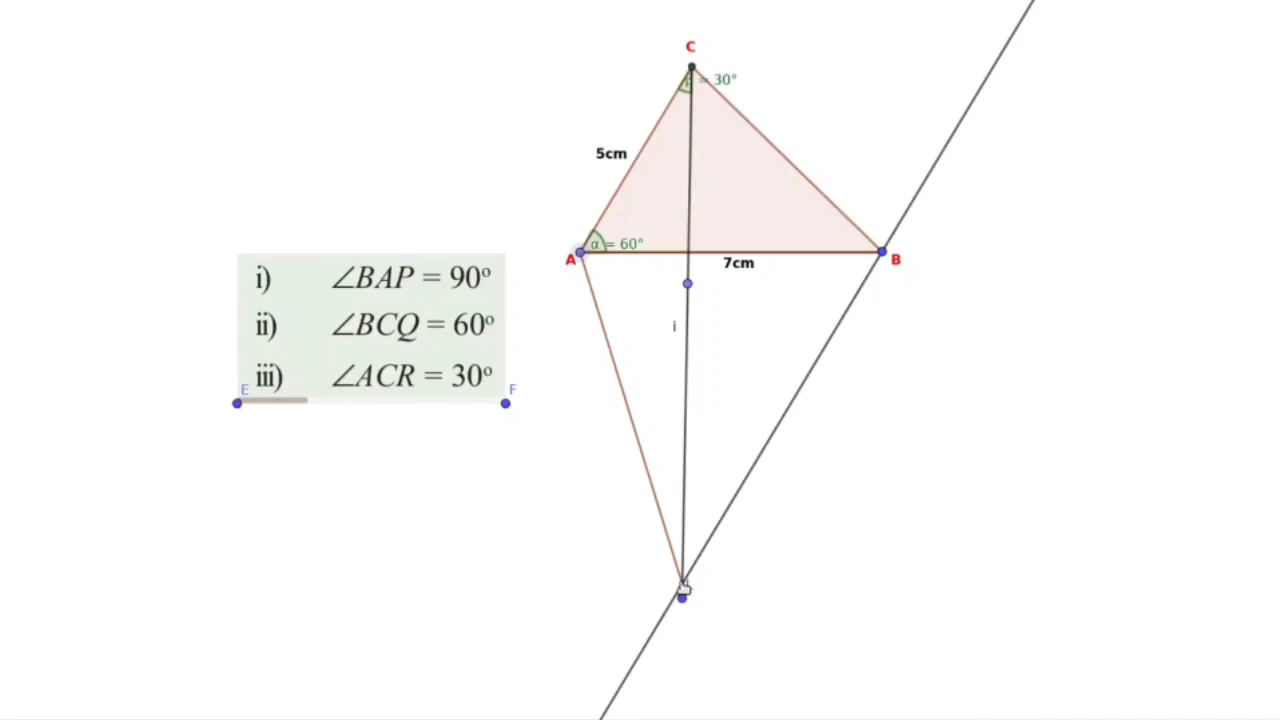 C
= 30°
5cm
α = 60°
A
7cm
B
i) ∠BAP = 90°
ii) ∠BCQ = 60°
iii) ∠ACR = 30°
i
E
F